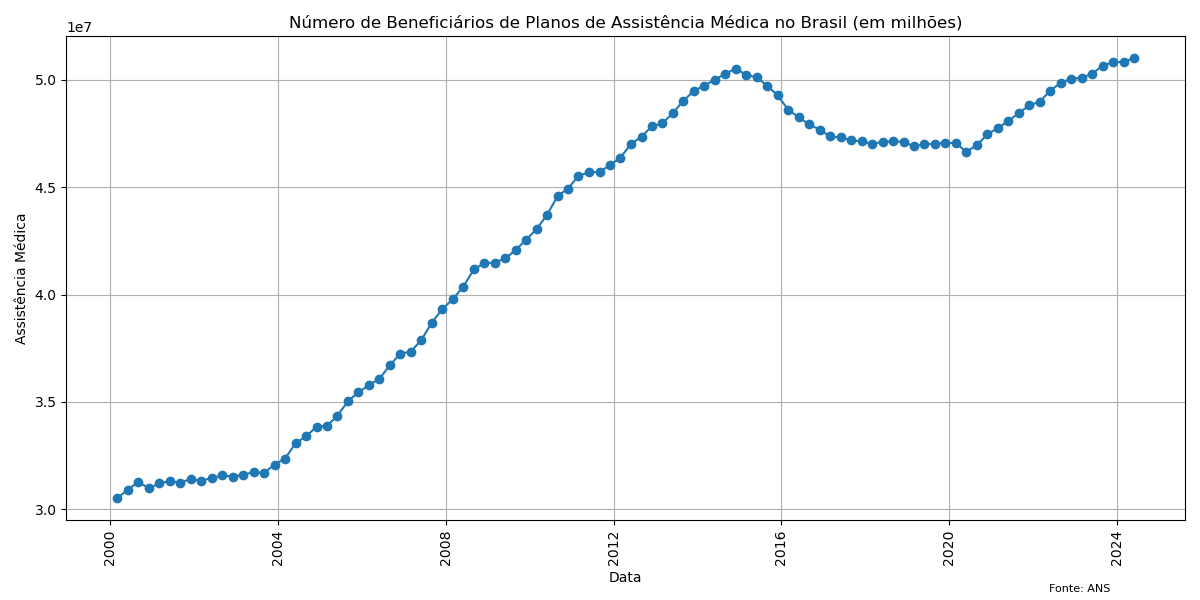 Número de Beneficiários de Planos de Assistência Médica no Brasil (em milhões)
1e7
5.0
4.5
4.0
3.5
3.0
Assistência Médica
2000
2004
2008
2012
2016
2020
2024
Data
Fonte: ANS